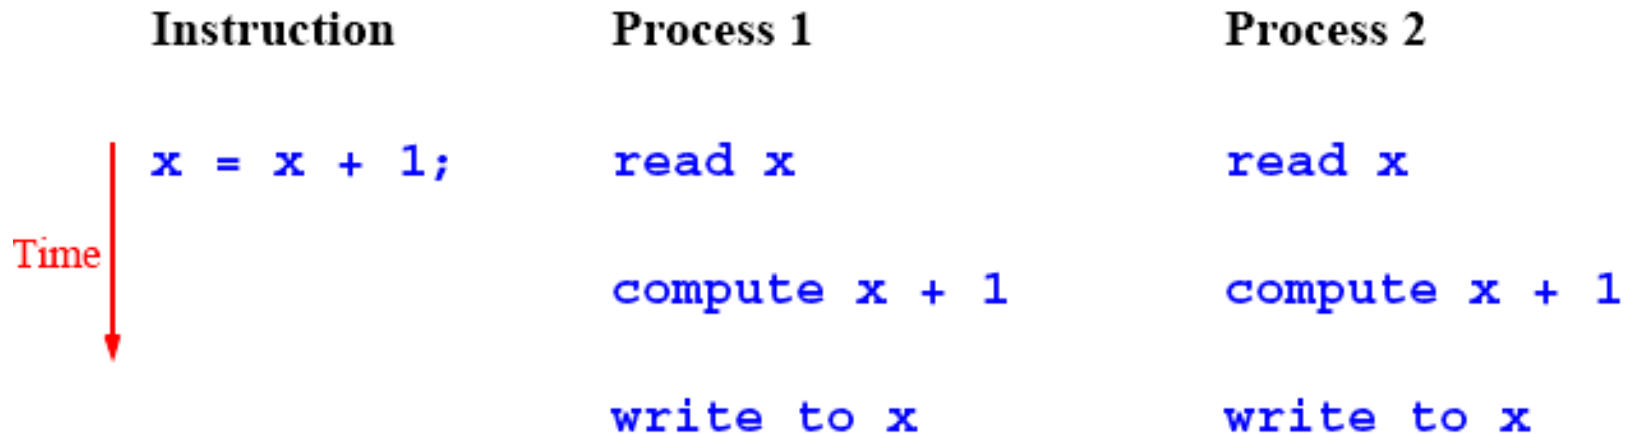 Instruction Process 1 Process 2
x = x + 1; read x read x
Time
compute x + 1 compute x + 1
write to x write to x